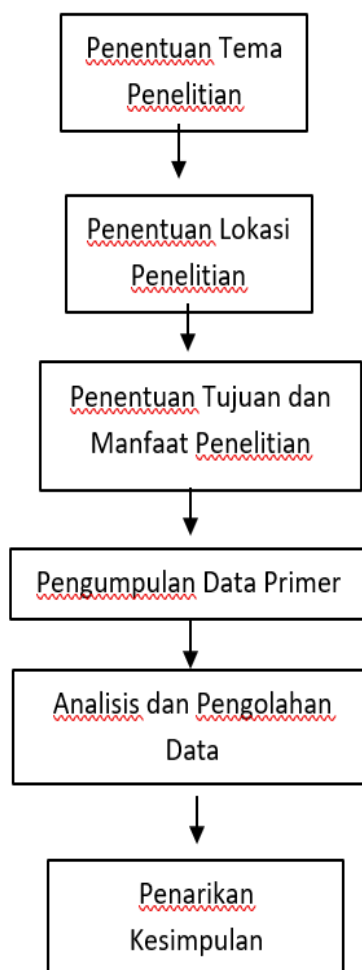 Penentuan Tema
Penelitian
Penentuan Lokasi
Penelitian
Penentuan Tujuan dan
Manfaat Penelitian
Pengumpulan Data Primer
Analisis dan Pengolahan
Data
Penarikan
Kesimpulan